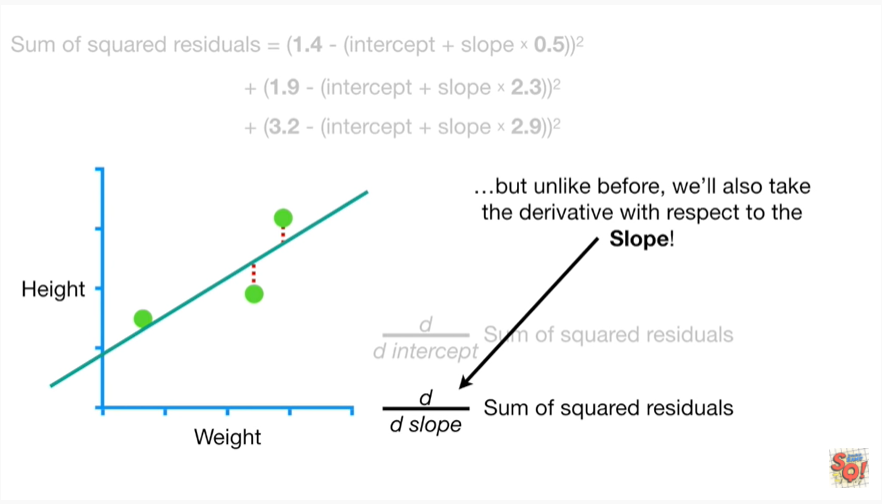 Sum of squared residuals = (1.4 - (intercept + slope × 0.5))²
+ (1.9 - (intercept + slope × 2.3))²
+ (3.2 - (intercept + slope × 2.9))²
…but unlike before, we’ll also take
the derivative with respect to the
Slope!
Height
Weight
d
d intercept
Sum of squared residuals
d
d slope
Sum of squared residuals
SQ!